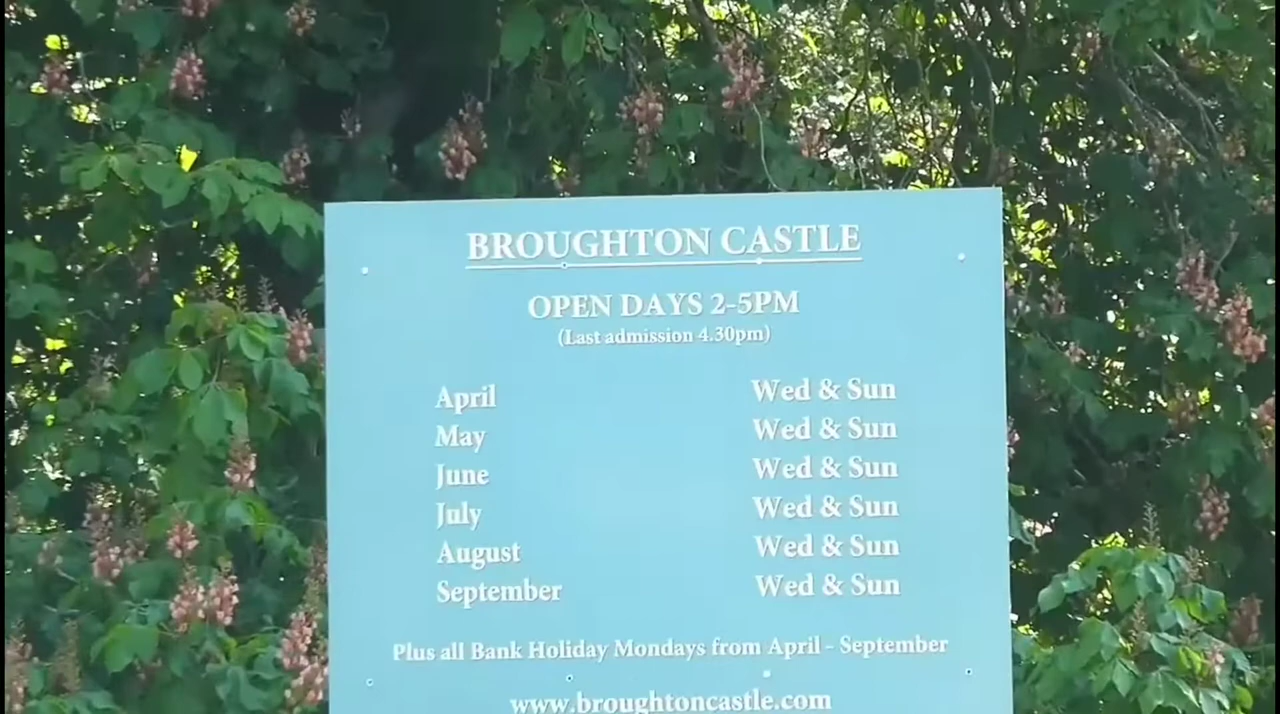 BROUGHTON CASTLE
OPEN DAYS 2-5PM
(Last admission 4.30pm)
April Wed & Sun
May Wed & Sun
June Wed & Sun
July Wed & Sun
August Wed & Sun
September Wed & Sun
Plus all Bank Holiday Mondays from April - September
www.broughtoncastle.com